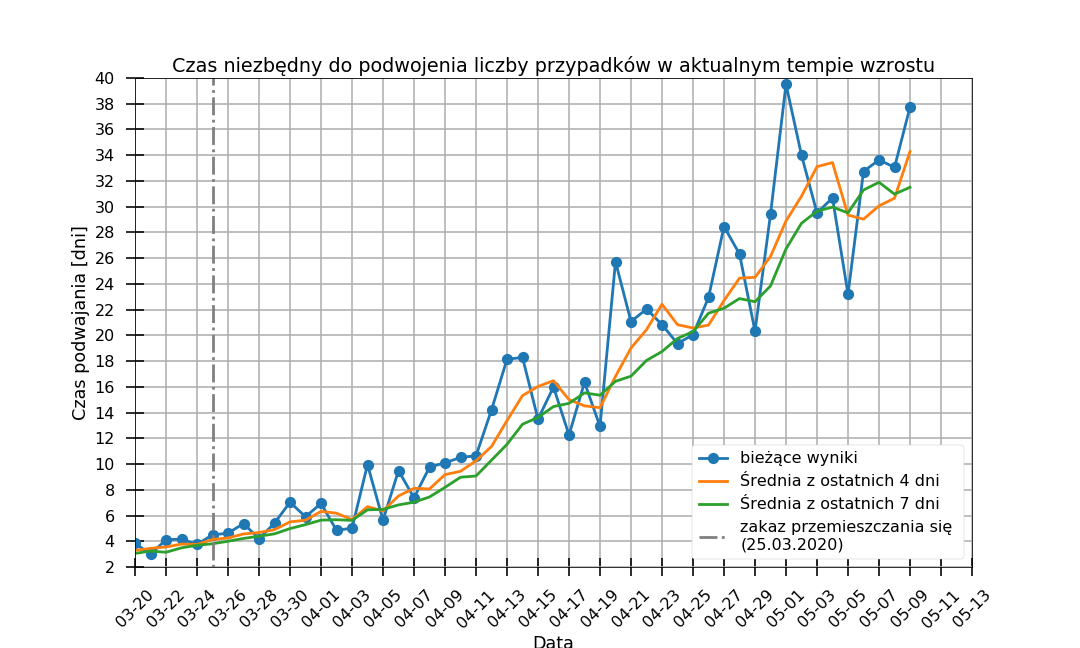 Czas niezbędny do podwojenia liczby przypadków w aktualnym tempie wzrostu
Czas podwajania [dni]
40
38
36
34
32
30
28
26
24
22
20
18
16
14
12
10
8
6
4
2
bieżące wyniki
Średnia z ostatnich 4 dni
Średnia z ostatnich 7 dni
zakaz przemieszczania się
(25.03.2020)
03-20 03-22 03-24 03-26 03-28 03-30 04-01 04-03 04-05 04-07 04-09 04-11 04-13 04-15 04-17 04-19 04-21 04-23 04-25 04-27 04-29 05-01 05-03 05-05 05-07 05-09 05-11 05-13
Data